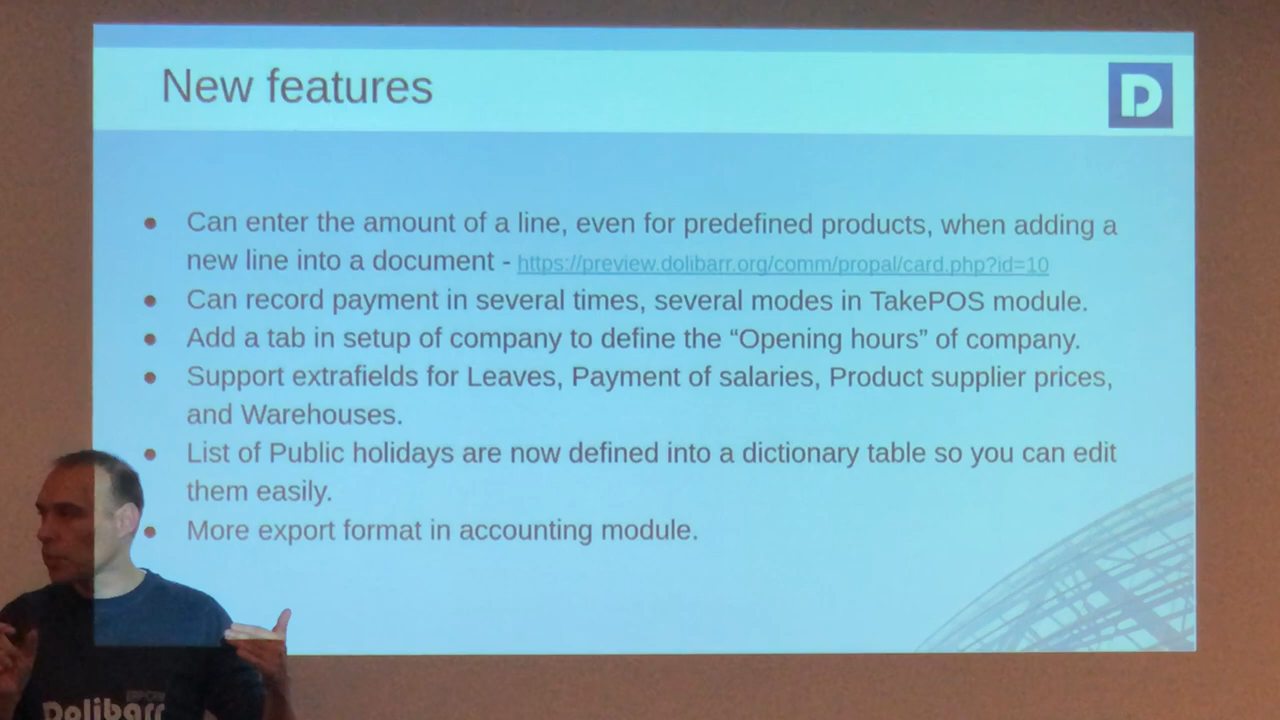 New features
D
• Can enter the amount of a line, even for predefined products, when adding a
new line into a document - https://preview.dolibarr.org/comm/propal/card.php?id=10
• Can record payment in several times, several modes in TakePOS module.
• Add a tab in setup of company to define the “Opening hours” of company.
• Support extrafields for Leaves, Payment of salaries, Product supplier prices,
and Warehouses.
• List of Public holidays are now defined into a dictionary table so you can edit
them easily.
• More export format in accounting module.
Dolibarr